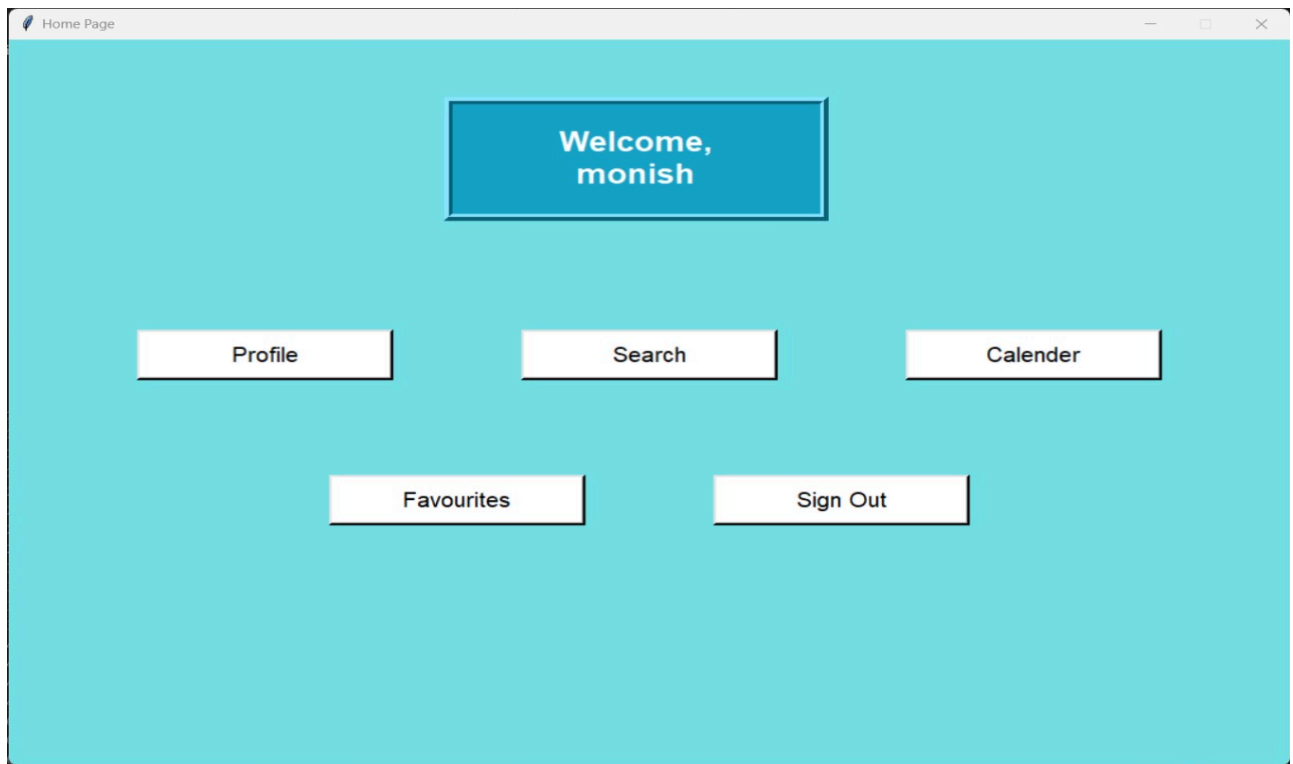 Home Page
Welcome,
monish
Profile
Search
Calender
Favourites
Sign Out